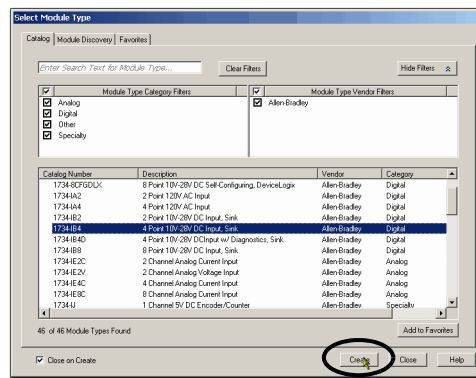 Select Module Type
Catalog Module Discovery Favorites
Enter Search Text for Module Type... Clear Filters Hide Filters
Module Type Category Filters Module Type Vendor Filters
Analog Allen-Bradley
Digital
Other
Specialty
Catalog Number Description Vendor Category
1734-8CFGDLX 8 Point 10V-28V DC Self-Configuring, DeviceLogix Allen-Bradley Digital
1734-IA2 2 Point 120V AC Input Allen-Bradley Digital
1734-IA4 4 Point 120V AC Input Allen-Bradley Digital
1734-IB2 2 Point 10V-28V DC Input, Sink Allen-Bradley Digital
1734-IB4 4 Point 10V-28V DC Input, Sink Allen-Bradley Digital
1734-IB4D 4 Point 10V-28V DCInput w/ Diagnostics, Sink Allen-Bradley Digital
1734-IB8 8 Point 10V-28V DC Input, Sink Allen-Bradley Digital
1734-IE2C 2 Channel Analog Current Input Allen-Bradley Analog
1734-IE2V 2 Channel Analog Voltage Input Allen-Bradley Analog
1734-IE4C 4 Channel Analog Current Input Allen-Bradley Analog
1734-IE8C 8 Channel Analog Current Input Allen-Bradley Analog
1734-IJ 1 Channel 5V DC Encoder/Counter Allen-Bradley Specialty
46 of 46 Module Types Found Add to Favorites
Close on Create Create Close Help